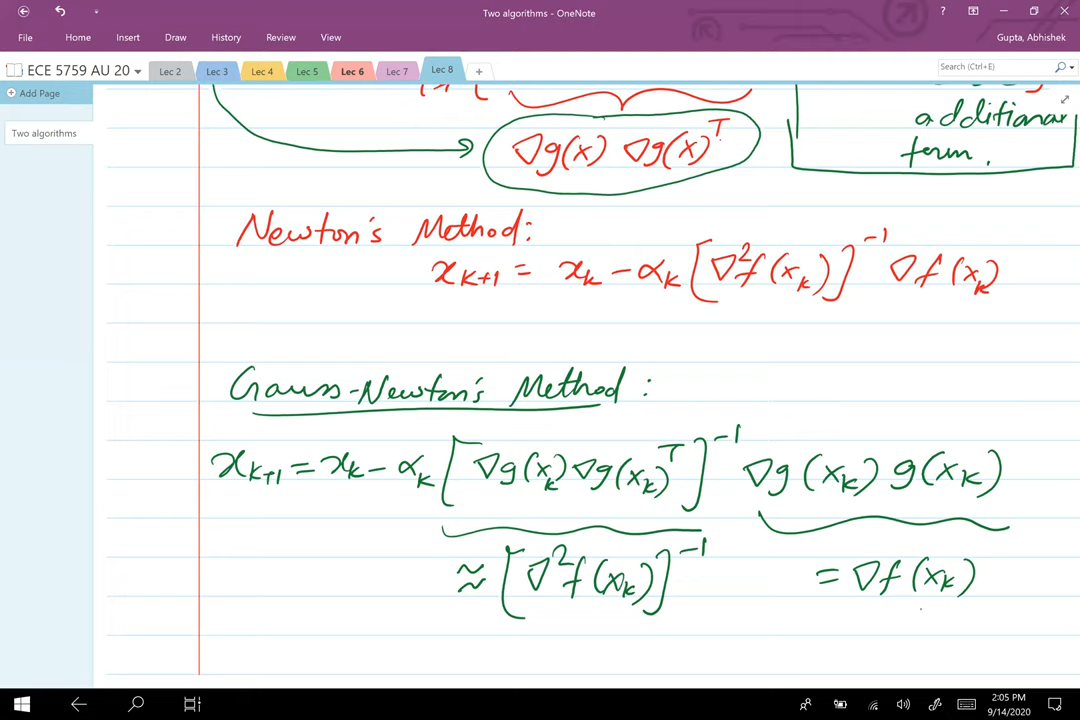 Two algorithms - OneNote
File Home Insert Draw History Review View
Gupta, Abhishek
ECE 5759 AU 20 Lec 2 Lec 3 Lec 4 Lec 5 Lec 6 Lec 7 Lec 8
Search (Ctrl+E)
Add Page
Two algorithms
additional
term.
∇g(x) ∇g(x)ᵀ
Newton's Method:
x_{k+1} = x_k - α_k [∇²f(x_k)]⁻¹ ∇f(x_k)
Gauss-Newton's Method :
x_{k+1} = x_k - α_k [∇g(x_k) ∇g(x_k)ᵀ]⁻¹ ∇g(x_k) g(x_k)
≈ [∇²f(x_k)]⁻¹ = ∇f(x_k)
2:05 PM
9/14/2020